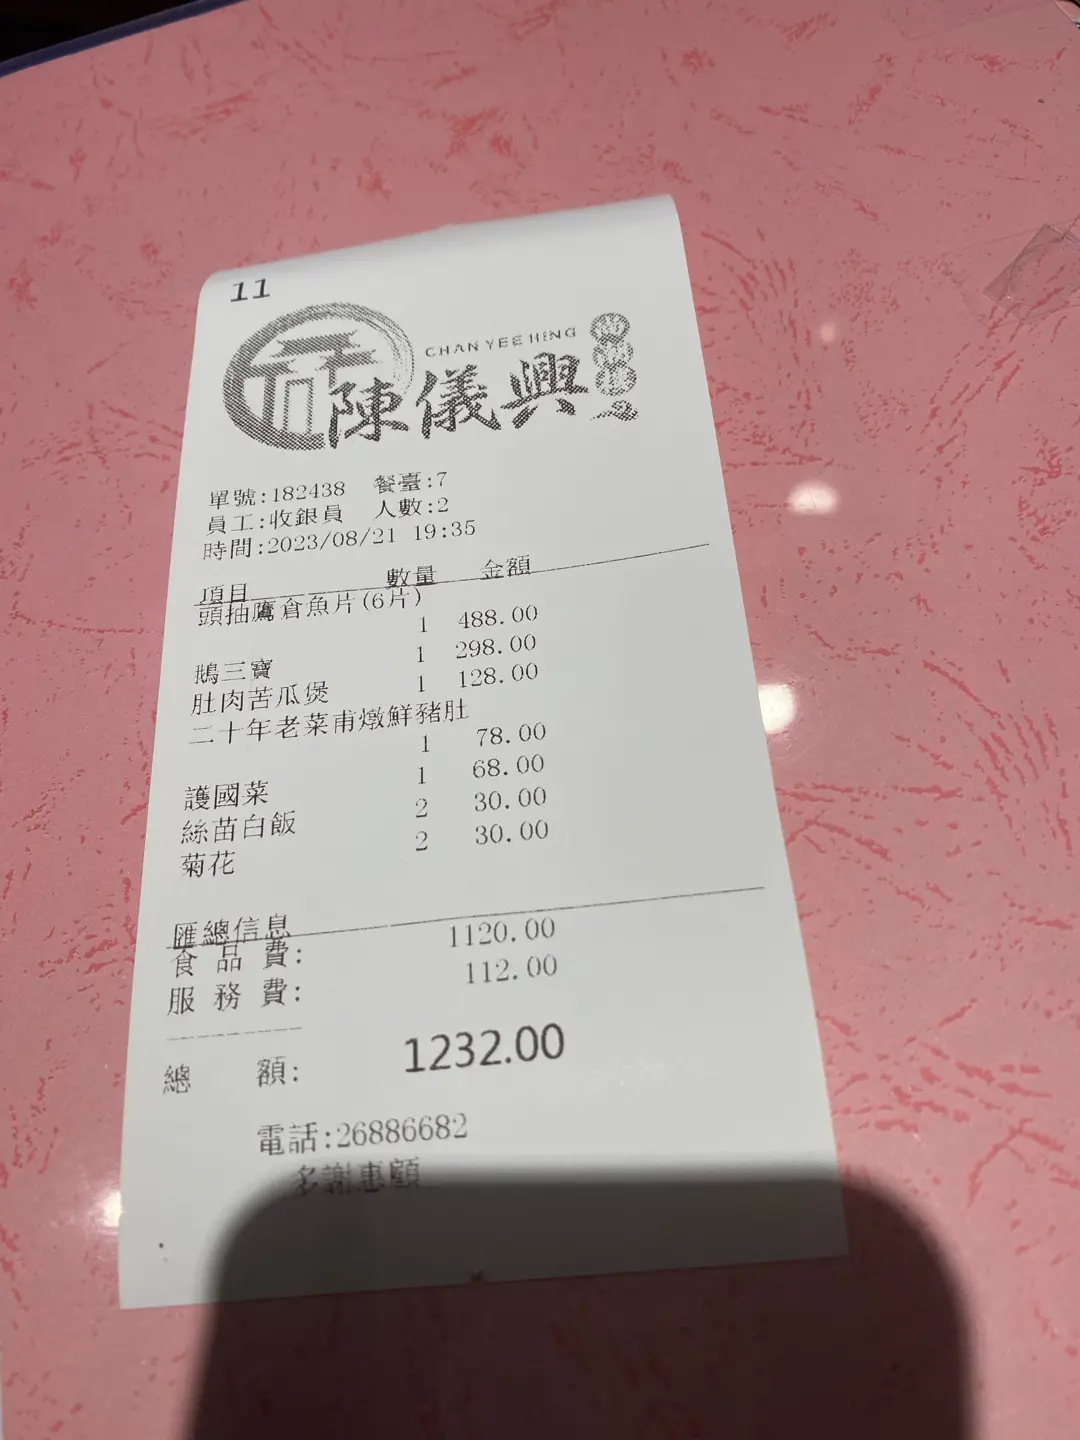 11
CHAN YEE HING
陳儀興
單號:182438 餐臺:7
員工:收銀員 人數:2
時間:2023/08/21 19:35
項目 數量 金額
頭抽鷹倉魚片(6片)
1 488.00
鵝三寶 1 298.00
肚肉苦瓜煲 1 128.00
二十年老菜甫燉鮮豬肚
1 78.00
護國菜 1 68.00
絲苗白飯 2 30.00
菊花 2 30.00
匯總信息
食品費: 1120.00
服務費: 112.00
總額: 1232.00
電話:26886682
多謝惠顧